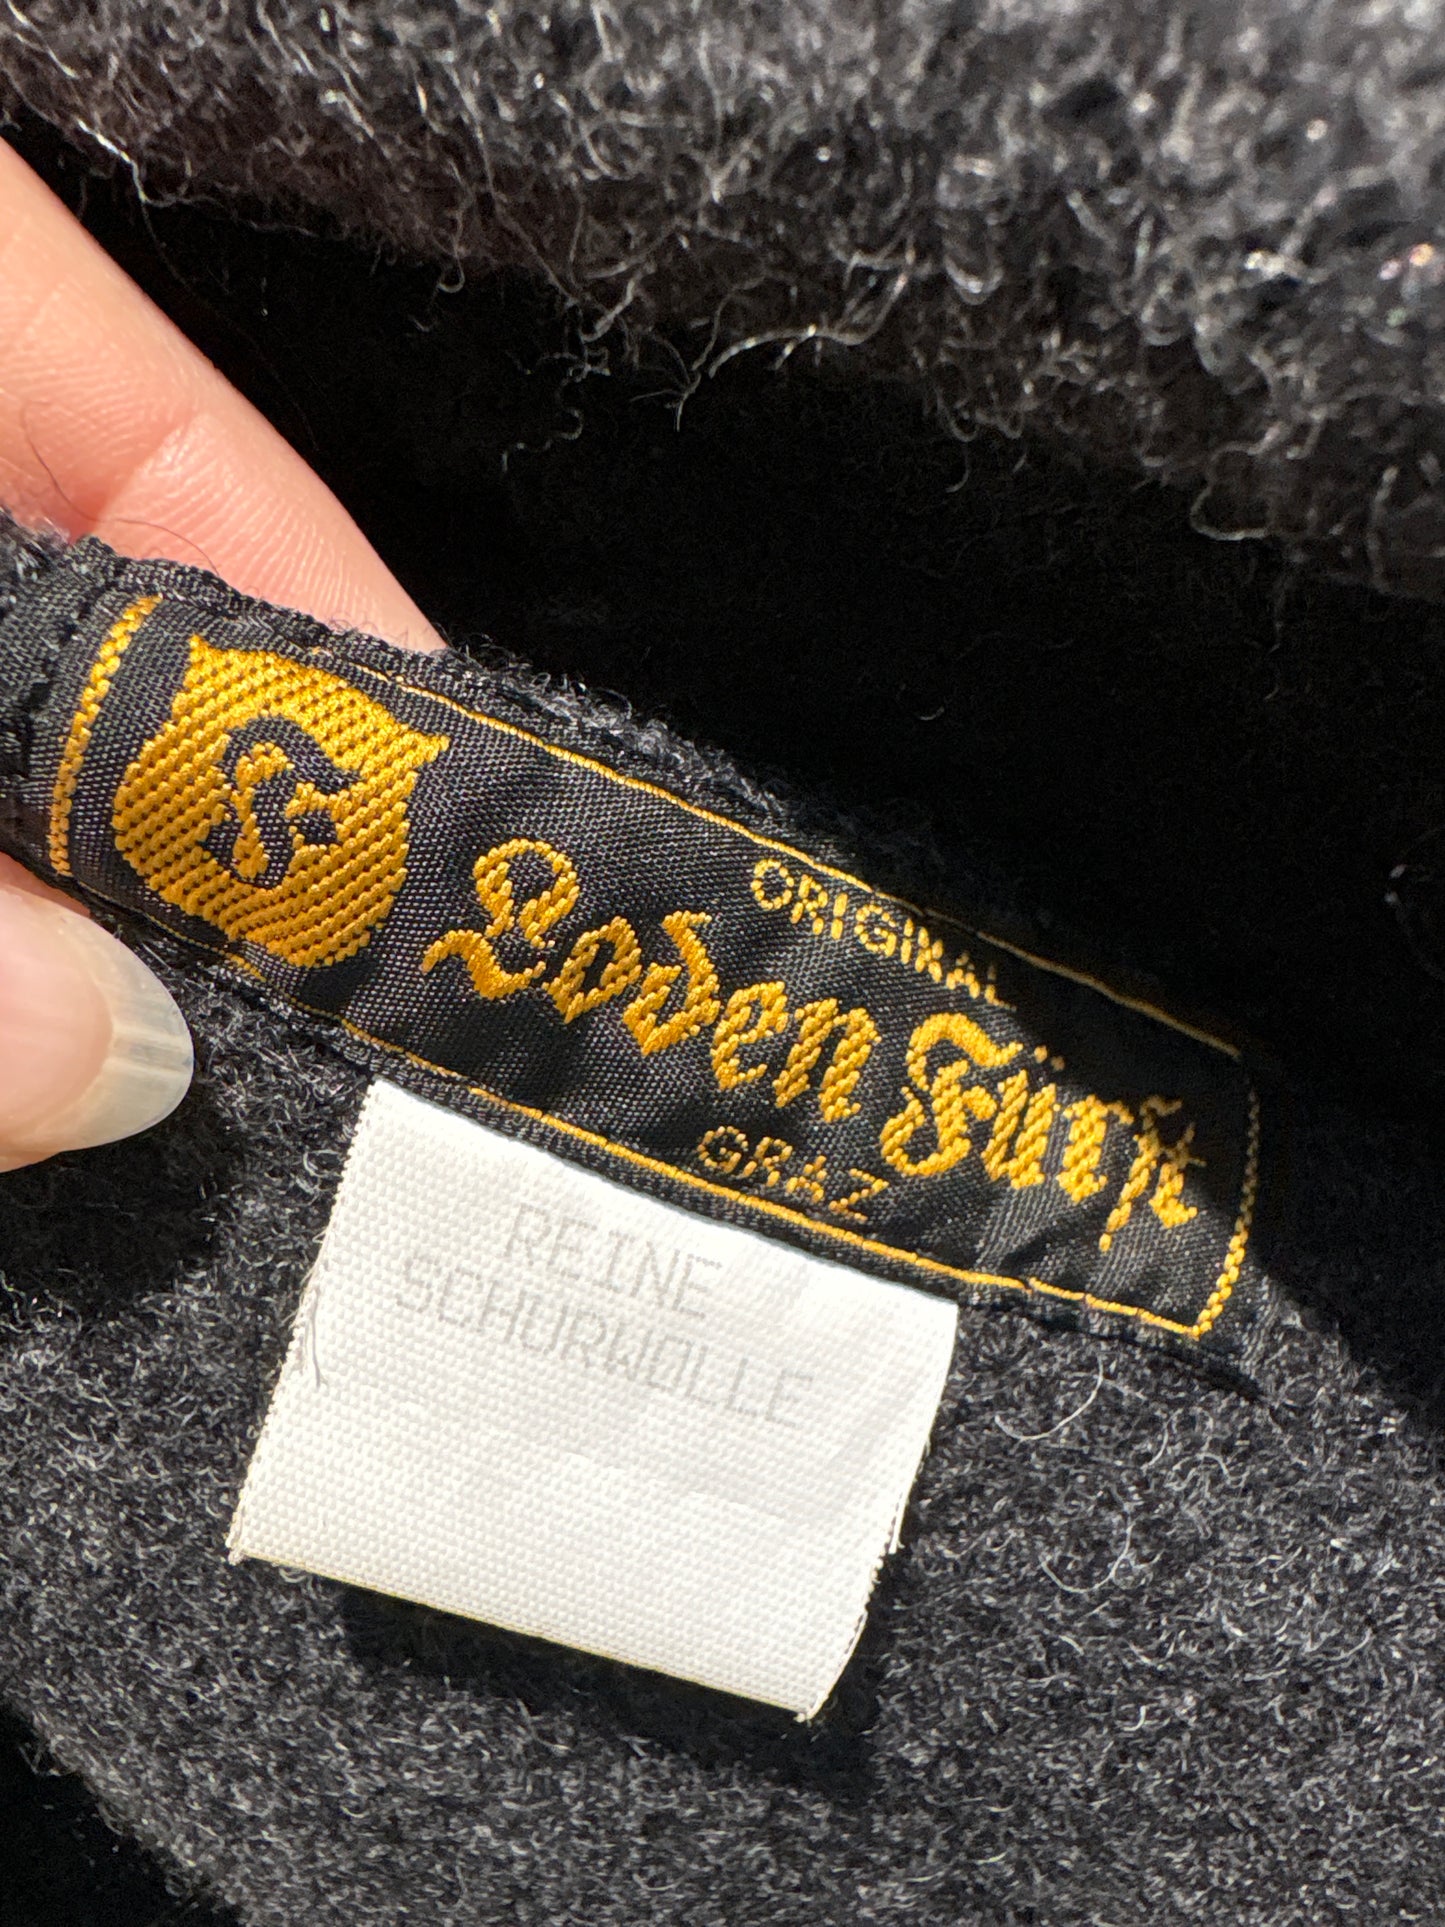 ORIGINAL
Loden Fürst
GRAZ
REINE
SCHURWOLLE